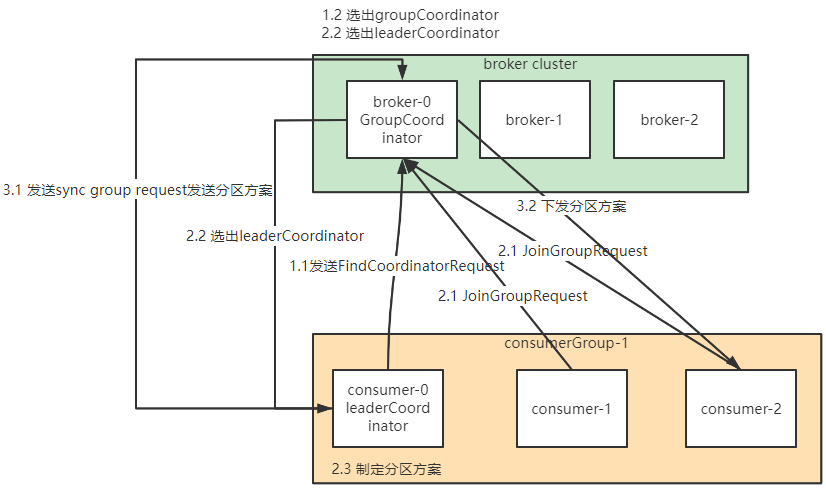 1.2 选出groupCoordinator
2.2 选出leaderCoordinator
broker cluster
broker-0
GroupCoord
inator
broker-1
broker-2
3.1 发送sync group request发送分区方案
3.2 下发分区方案
2.2 选出leaderCoordinator
2.1 JoinGroupRequest
1.1发送FindCoordinatorRequest
2.1 JoinGroupRequest
consumerGroup-1
consumer-0
leaderCoord
inator
consumer-1
consumer-2
2.3 制定分区方案